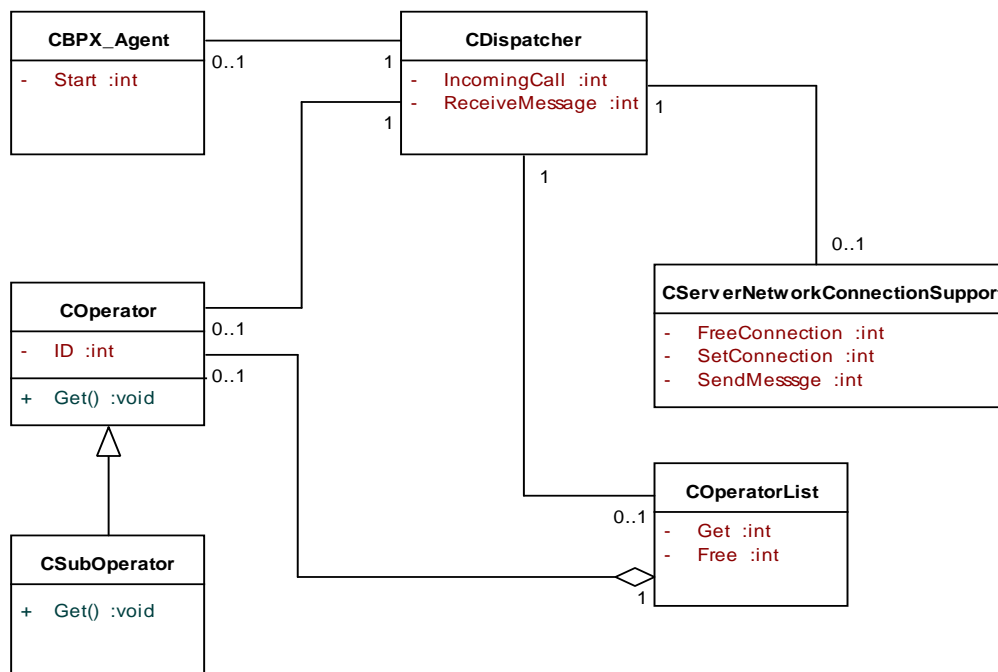 CBPX_Agent
- Start :int
0..1
1
CDispatcher
- IncomingCall :int
- ReceiveMessage :int
1
1
1
0..1
COperator
- ID :int
+ Get() :void
0..1
0..1
CServerNetworkConnectionSuppor
- FreeConnection :int
- SetConnection :int
- SendMesssge :int
COperatorList
- Get :int
- Free :int
0..1
1
CSubOperator
+ Get() :void